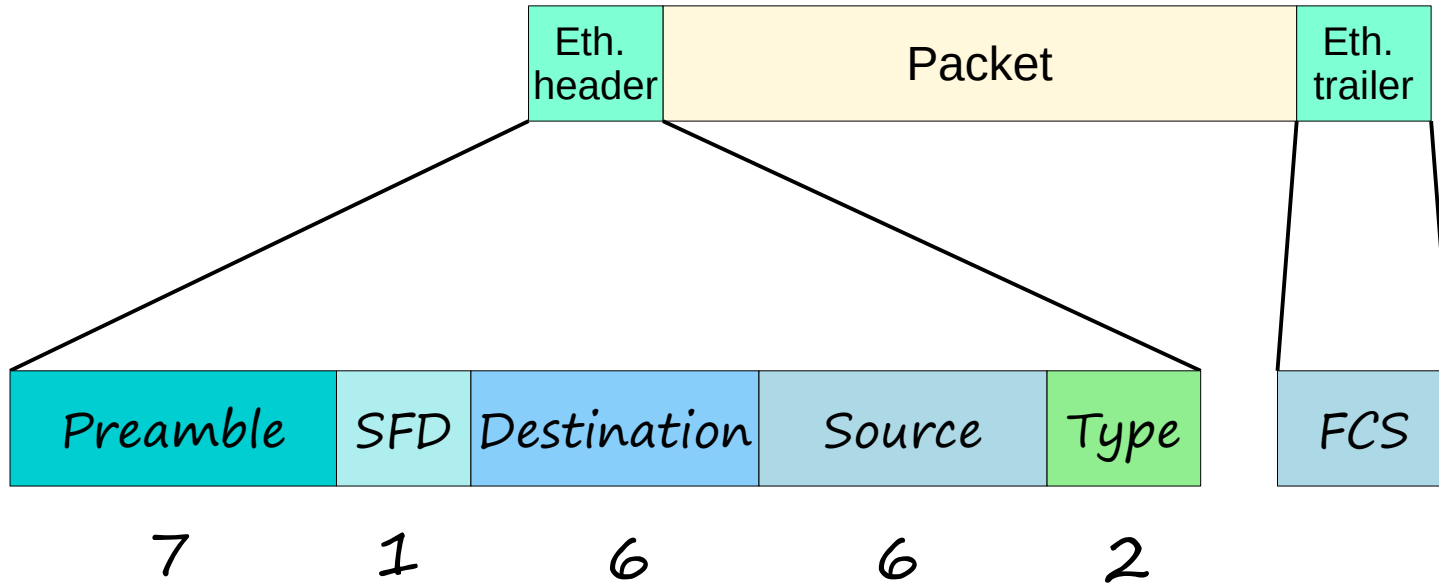 Eth.
header
Packet
Eth.
trailer
Preamble SFD Destination Source Type FCS
7 1 6 6 2